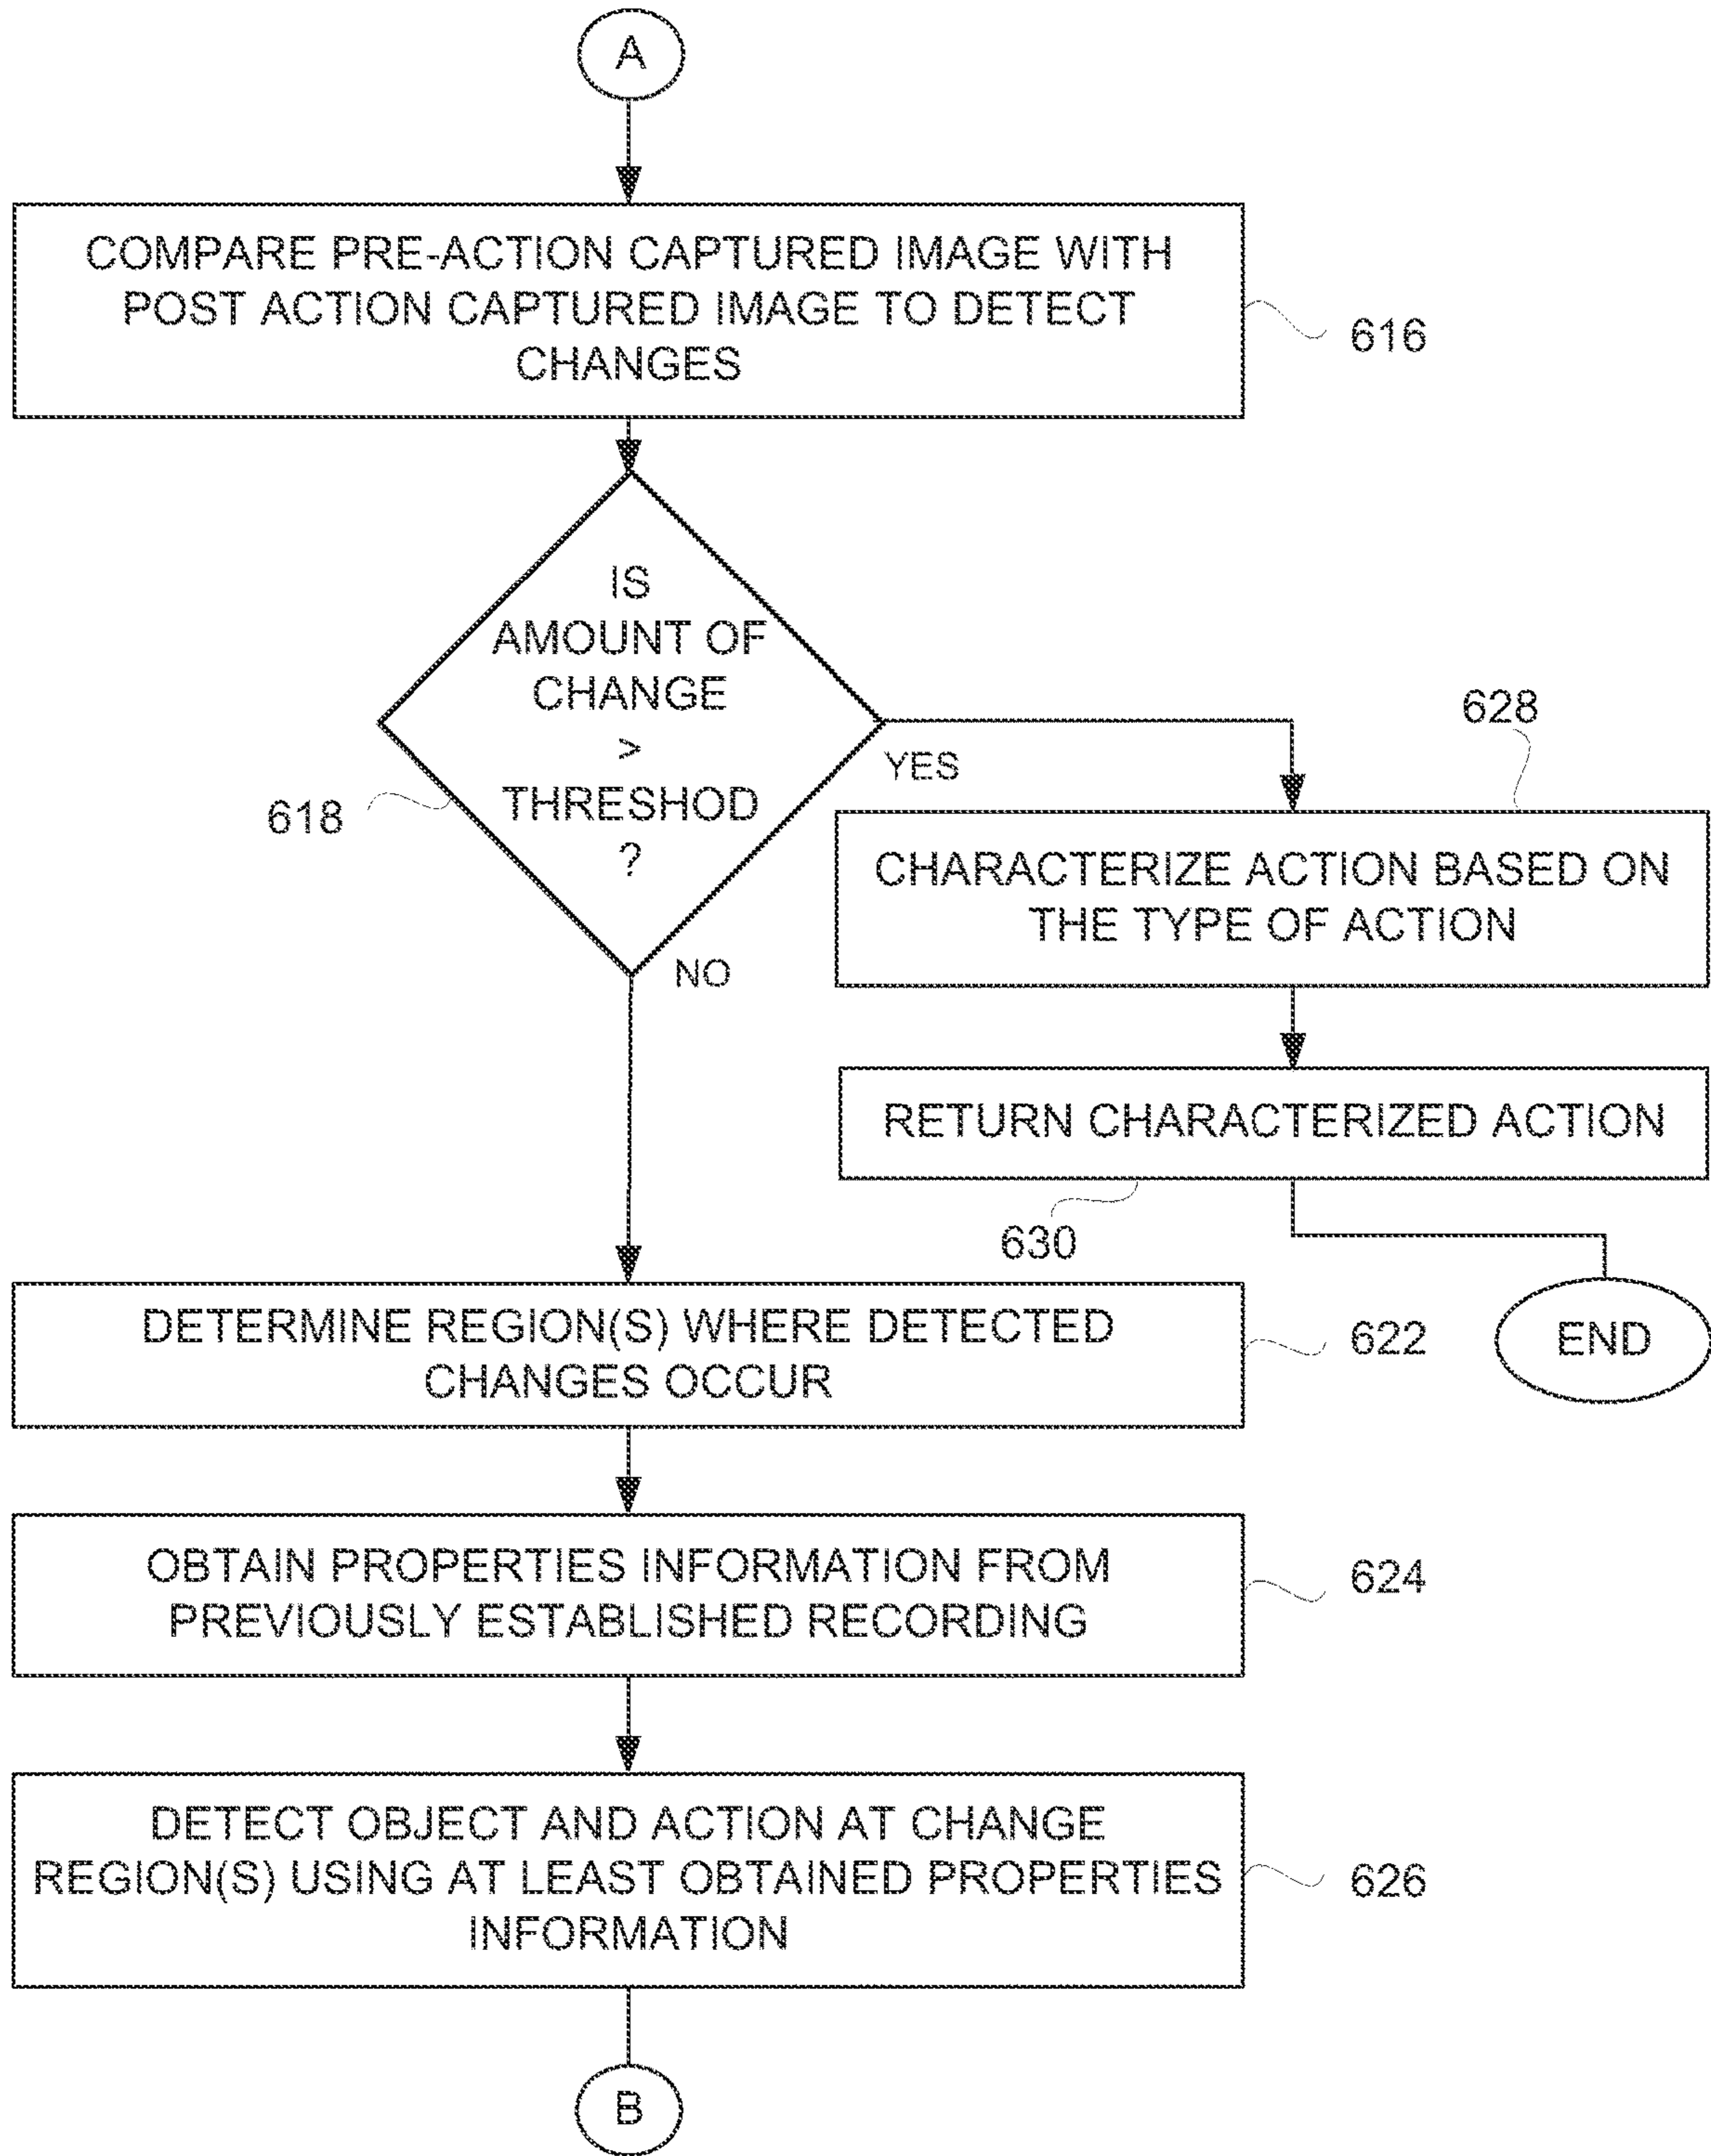 A
COMPARE PRE-ACTION CAPTURED IMAGE WITH
POST ACTION CAPTURED IMAGE TO DETECT
CHANGES
616
IS
AMOUNT OF
CHANGE
>
THRESHOD
?
618
YES
NO
628
CHARACTERIZE ACTION BASED ON
THE TYPE OF ACTION
RETURN CHARACTERIZED ACTION
630
END
DETERMINE REGION(S) WHERE DETECTED
CHANGES OCCUR
622
OBTAIN PROPERTIES INFORMATION FROM
PREVIOUSLY ESTABLISHED RECORDING
624
DETECT OBJECT AND ACTION AT CHANGE
REGION(S) USING AT LEAST OBTAINED PROPERTIES
INFORMATION
626
B